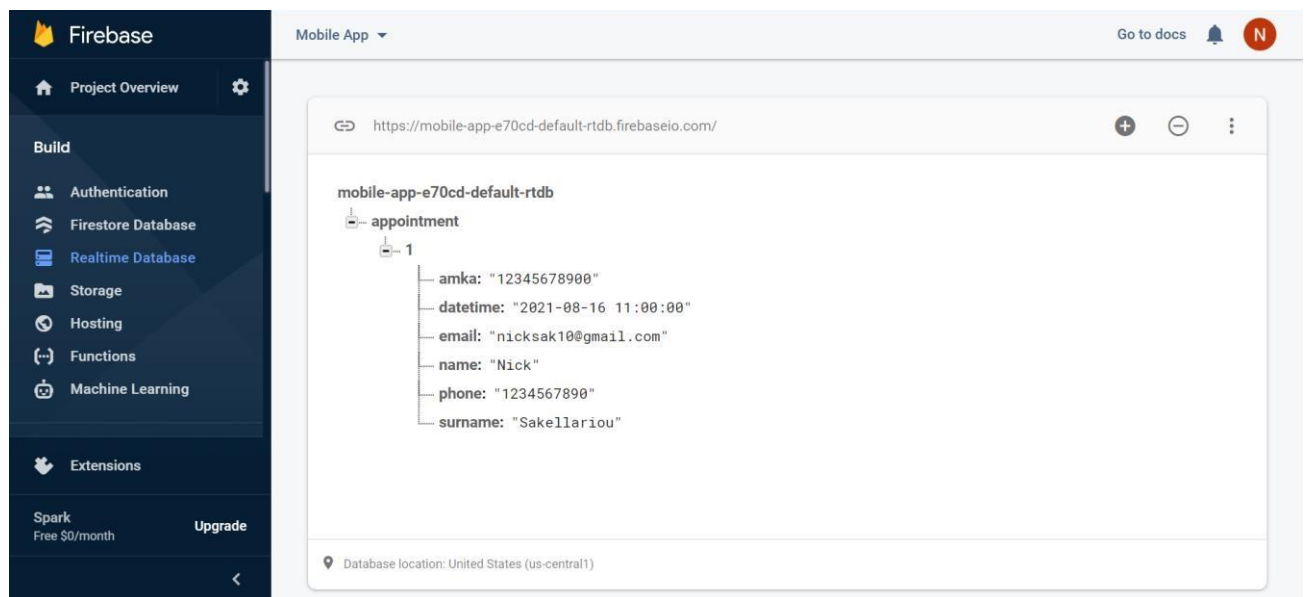 Firebase
Mobile App
Go to docs
N
Project Overview
https://mobile-app-e70cd-default-rtdb.firebaseio.com/
Build
Authentication
Firestore Database
Realtime Database
Storage
Hosting
Functions
Machine Learning
Extensions
Spark
Free $0/month
Upgrade
mobile-app-e70cd-default-rtdb
appointment
1
amka: "12345678900"
datetime: "2021-08-16 11:00:00"
email: "nicksak10@gmail.com"
name: "Nick"
phone: "1234567890"
surname: "Sakellariou"
Database location: United States (us-central1)